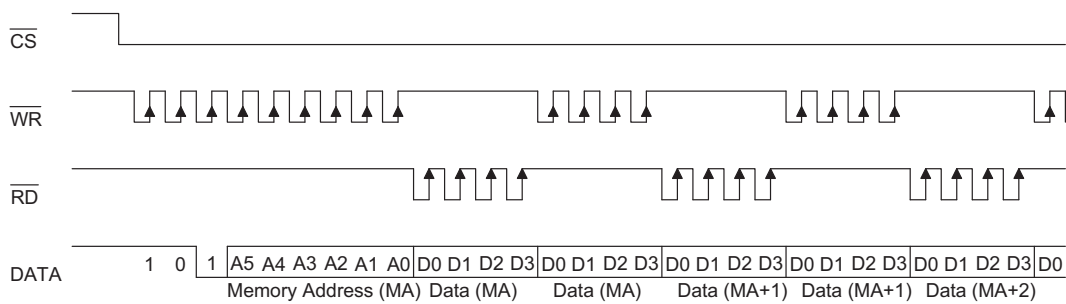 CS
WR
RD
DATA 1 0 1 A5 A4 A3 A2 A1 A0 D0 D1 D2 D3 D0 D1 D2 D3 D0 D1 D2 D3 D0 D1 D2 D3 D0 D1 D2 D3 D0
Memory Address (MA) Data (MA) Data (MA) Data (MA+1) Data (MA+1) Data (MA+2)